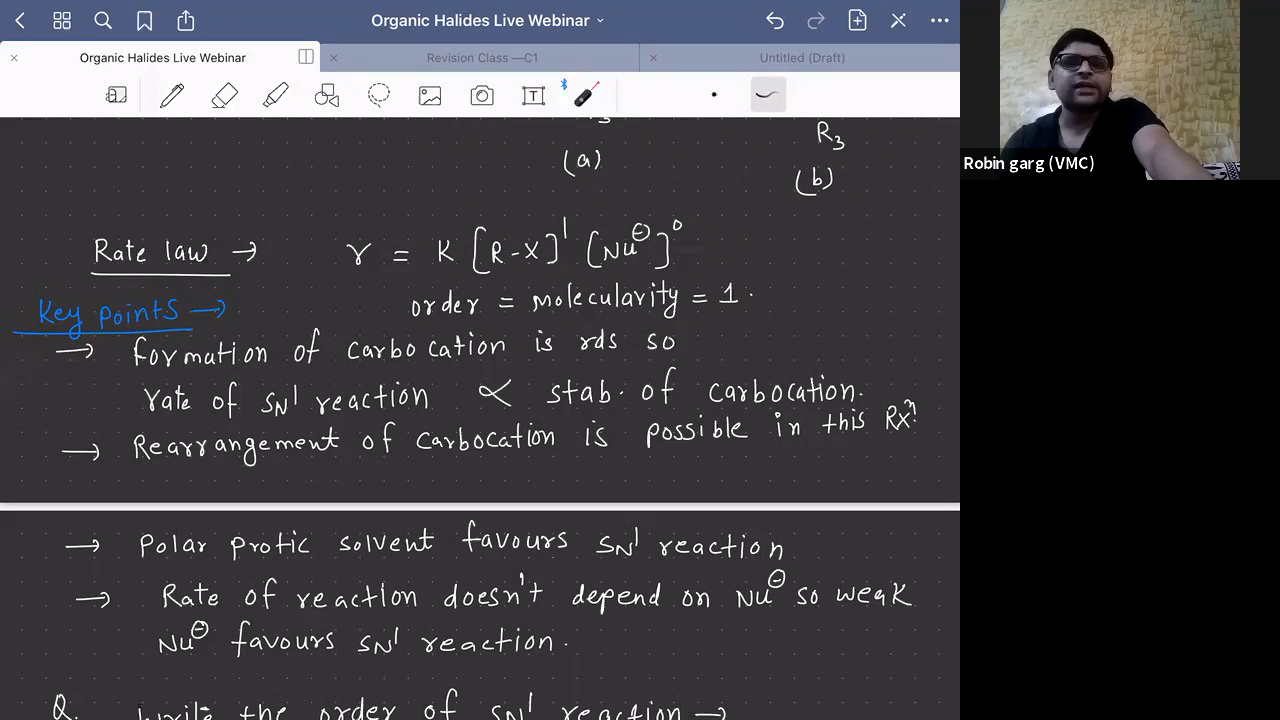 Organic Halides Live Webinar
Organic Halides Live Webinar
Revision Class —C1
Untitled (Draft)
T
R₃
(a)
(b)
Rate law → r = K [R-X]¹ [Nu⊖]⁰
order = molecularity = 1.
Key points →
→ formation of carbocation is rds so
rate of SN¹ reaction ∝ stab. of carbocation.
→ Rearrangement of carbocation is possible in this Rxⁿ.
→ Polar protic solvent favours SN¹ reaction
→ Rate of reaction doesn't depend on Nu⊖ so weak
Nu⊖ favours SN¹ reaction.
Q. Write the order of SN¹ reaction →
Robin garg (VMC)